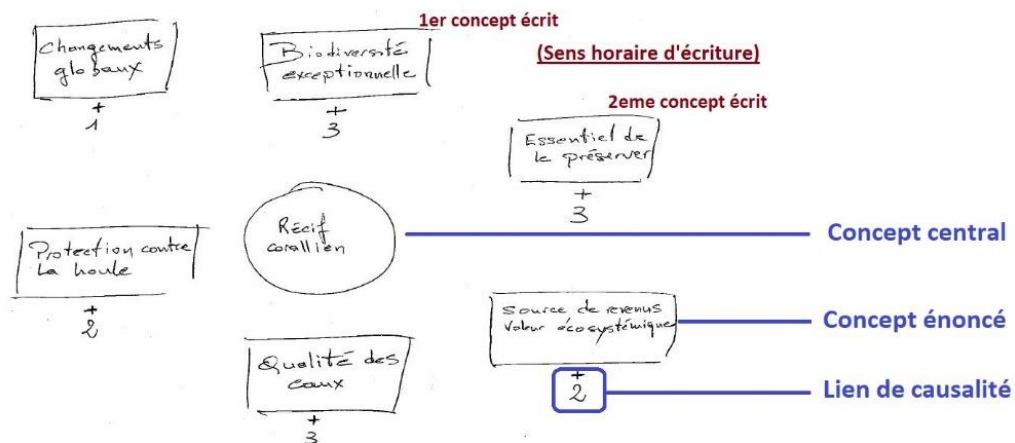 1er concept écrit
Changements
globaux
+
1
Biodiversité
exceptionnelle
+
3
(Sens horaire d'écriture)
2eme concept écrit
Essentiel de
le préserver
+
3
Récif
corallien
Concept central
Protection contre
La houle
+
2
Source de revenus
Valeur écosystémique
Concept énoncé
+
2
Lien de causalité
Qualité des
eaux
+
3